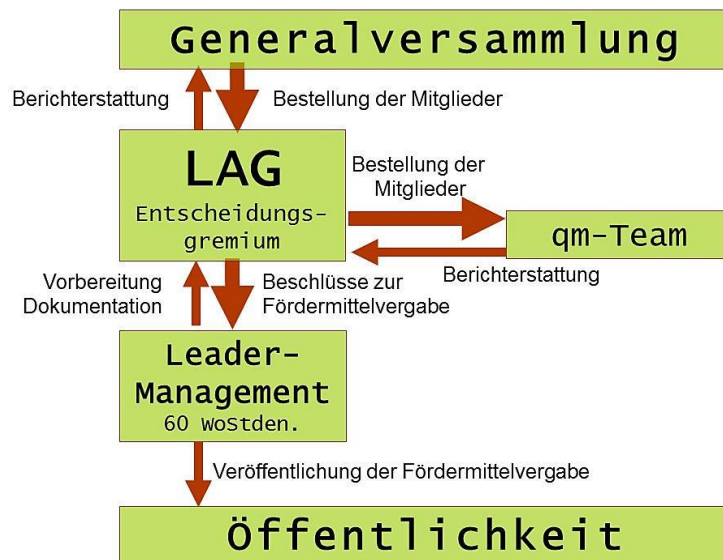 Generalversammlung
Berichterstattung
Bestellung der Mitglieder
LAG
Entscheidungs-
gremium
Bestellung der
Mitglieder
qm-Team
Berichterstattung
Vorbereitung
Dokumentation
Beschlüsse zur
Fördermittelvergabe
Leader-
Management
60 WoStden.
Veröffentlichung der Fördermittelvergabe
Öffentlichkeit